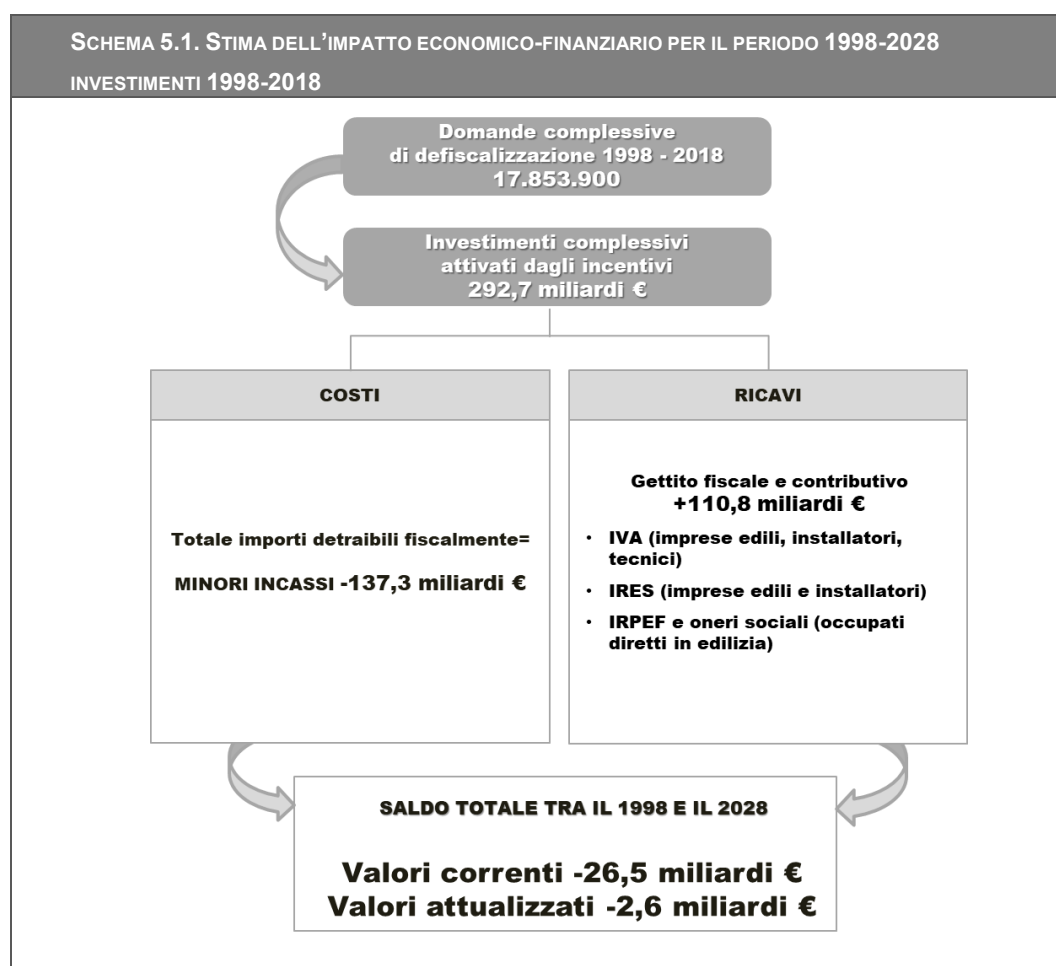 SCHEMA 5.1. STIMA DELL'IMPATTO ECONOMICO-FINANZIARIO PER IL PERIODO 1998-2028
INVESTIMENTI 1998-2018
Domande complessive
di defiscalizzazione 1998 - 2018
17.853.900
Investimenti complessivi
attivati dagli incentivi
292,7 miliardi €
COSTI
Totale importi detraibili fiscalmente=
MINORI INCASSI -137,3 miliardi €
RICAVI
Gettito fiscale e contributivo
+110,8 miliardi €
• IVA (imprese edili, installatori,
tecnici)
• IRES (imprese edili e installatori)
• IRPEF e oneri sociali (occupati
diretti in edilizia)
SALDO TOTALE TRA IL 1998 E IL 2028
Valori correnti -26,5 miliardi €
Valori attualizzati -2,6 miliardi €